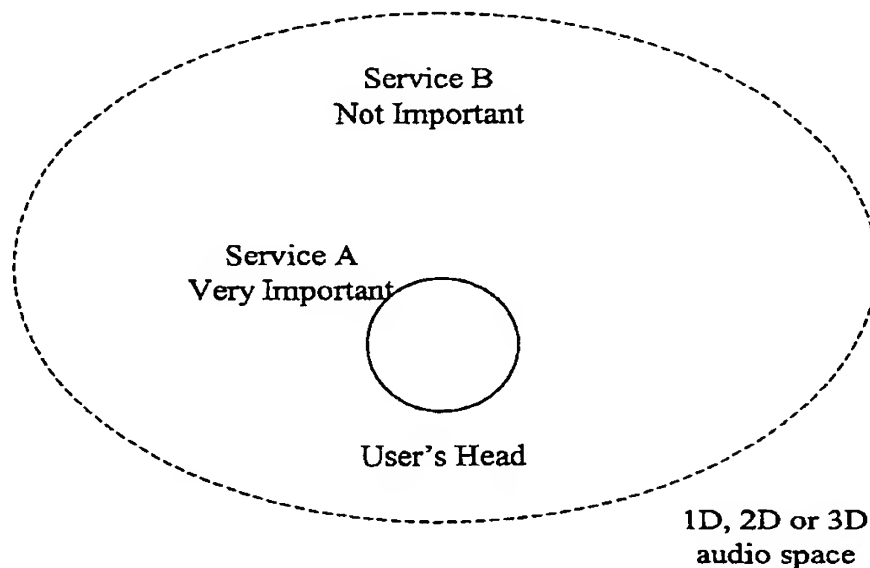 Service B
Not Important
Service A
Very Important
User's Head
1D, 2D or 3D
audio space